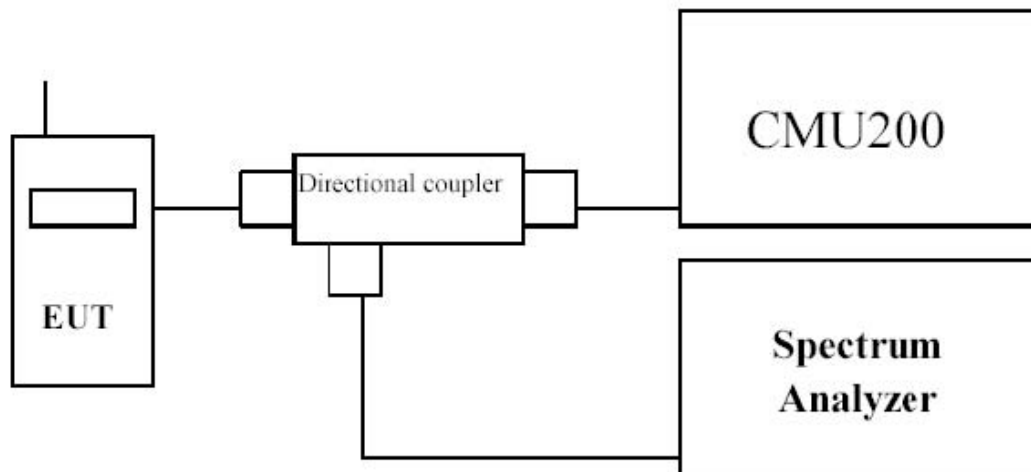 CMU200
Directional coupler
EUT
Spectrum
Analyzer